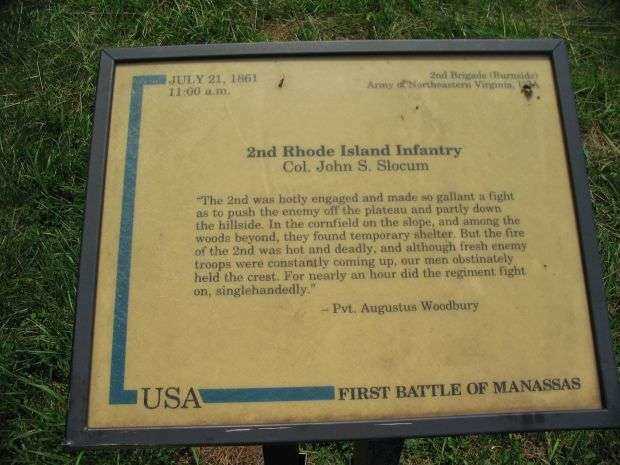 JULY 21, 1861
11:00 a.m.
2nd Brigade (Burnside)
Army of Northeastern Virginia, USA
2nd Rhode Island Infantry
Col. John S. Slocum
"The 2nd was hotly engaged and made so gallant a fight
as to push the enemy off the plateau and partly down
the hillside. In the cornfield on the slope, and among the
woods beyond, they found temporary shelter. But the fire
of the 2nd was hot and deadly, and although fresh enemy
troops were constantly coming up, our men obstinately
held the crest. For nearly an hour did the regiment fight
on, singlehandedly."
– Pvt. Augustus Woodbury
USA
FIRST BATTLE OF MANASSAS